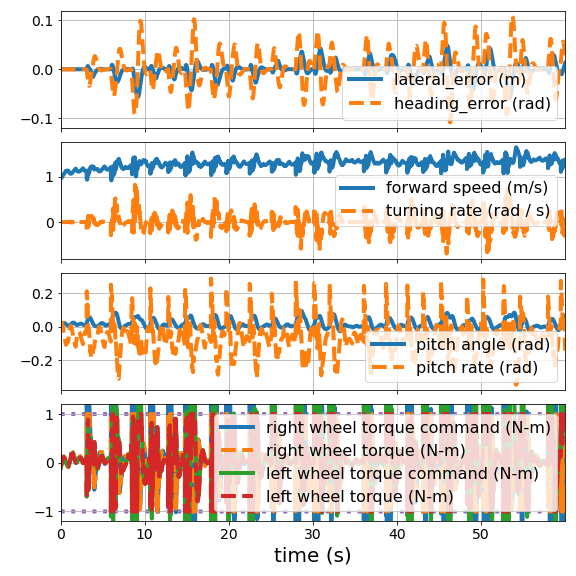 0.1
0.0
−0.1
lateral_error (m)
heading_error (rad)
1
0
forward speed (m/s)
turning rate (rad / s)
0.2
0.0
−0.2
pitch angle (rad)
pitch rate (rad)
1
0
−1
right wheel torque command (N-m)
right wheel torque (N-m)
left wheel torque command (N-m)
left wheel torque (N-m)
0 10 20 30 40 50
time (s)